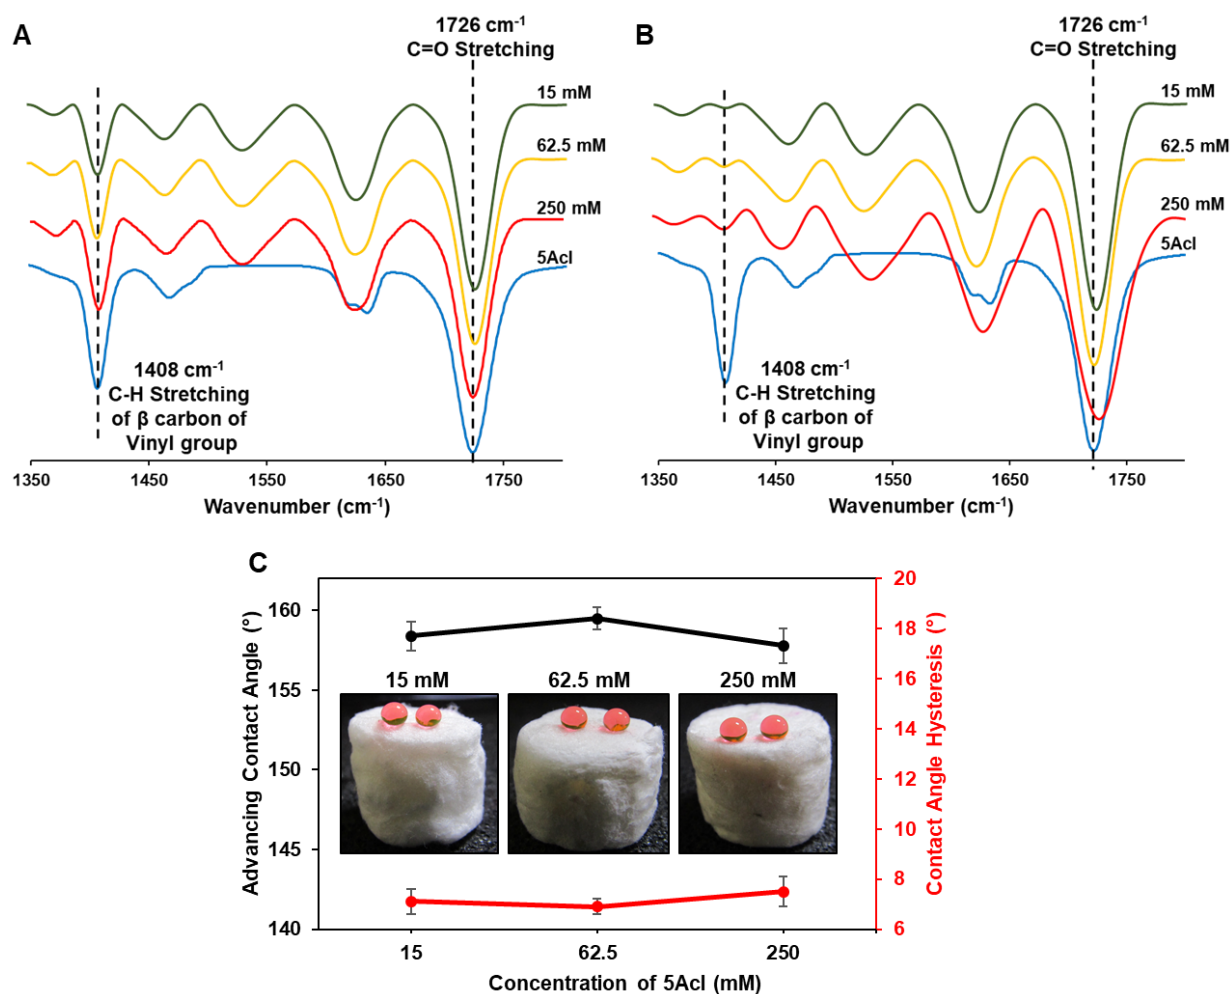 A
1726 cm⁻¹
C=O Stretching
15 mM
62.5 mM
250 mM
5Acl
1408 cm⁻¹
C-H Stretching
of β carbon of
Vinyl group
1350 1450 1550 1650 1750
Wavenumber (cm⁻¹)
B
1726 cm⁻¹
C=O Stretching
15 mM
62.5 mM
250 mM
5Acl
1408 cm⁻¹
C-H Stretching
of β carbon of
Vinyl group
1350 1450 1550 1650 1750
Wavenumber (cm⁻¹)
C
Advancing Contact Angle (°)
160
155
150
145
140
15 mM 62.5 mM 250 mM
20
18
16
14
12
10
8
6
Contact Angle Hysteresis (°)
15 62.5 250
Concentration of 5Acl (mM)